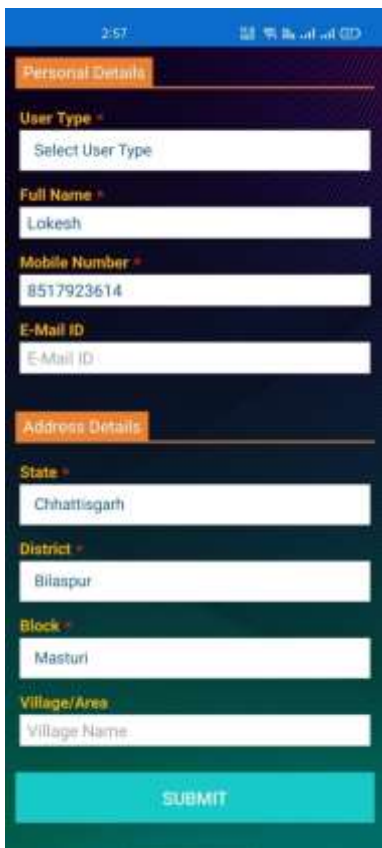 2:57
Personal Details
User Type *
Select User Type
Full Name *
Lokesh
Mobile Number *
8517923614
E-Mail ID
E-Mail ID
Address Details
State *
Chhattisgarh
District *
Bilaspur
Block *
Masturi
Village/Area
Village Name
SUBMIT